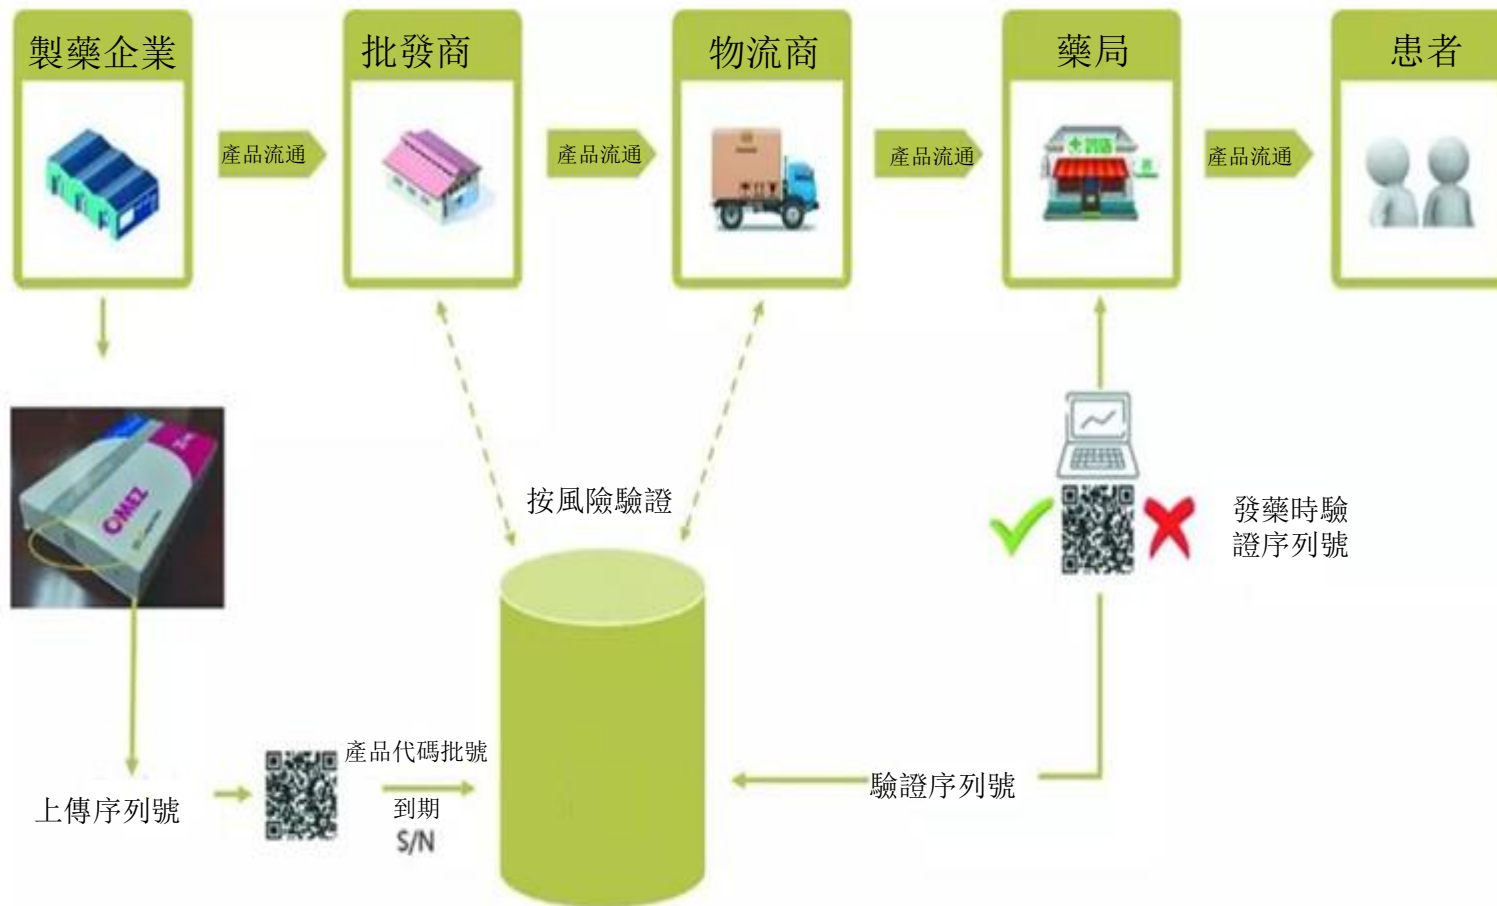 製藥企業
批發商
物流商
藥局
患者
產品流通
產品流通
產品流通
產品流通
OMEZ
按風險驗證
發藥時驗
證序列號
產品代碼批號
上傳序列號
到期
S/N
驗證序列號